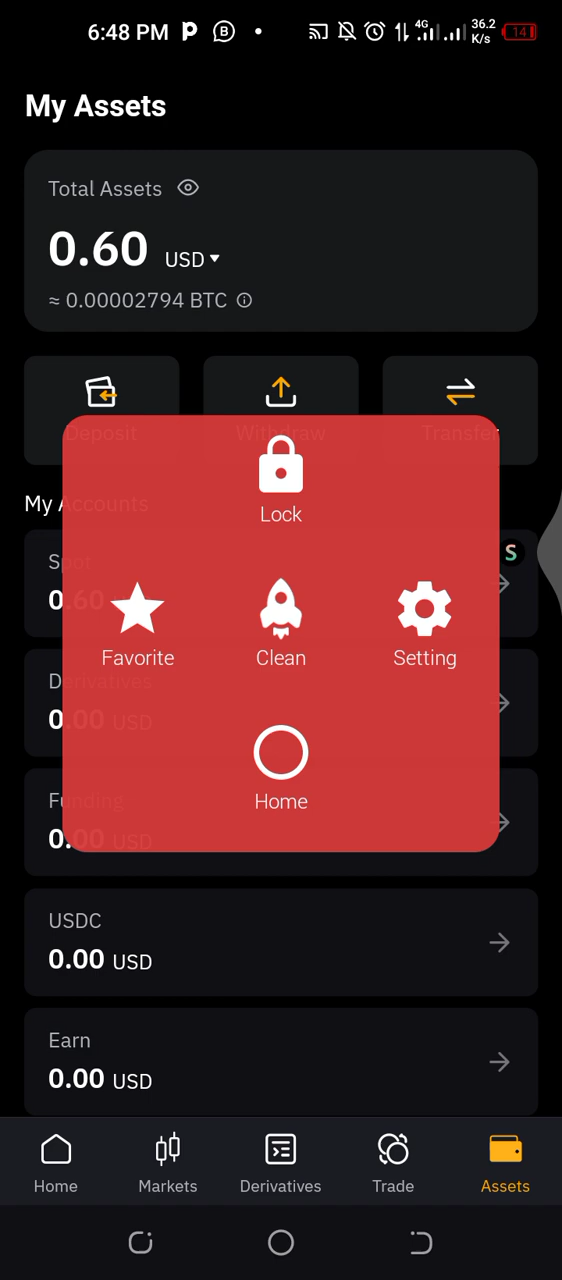 6:48 PM
4G
36.2
K/s
14
My Assets
Total Assets
0.60 USD
≈ 0.00002794 BTC
Deposit
Withdraw
Transfer
My Accounts
Lock
Spot
S
0.60
Favorite
Clean
Setting
Derivatives
0.00 USD
Home
Funding
0.00 USD
USDC
0.00 USD
Earn
0.00 USD
Home
Markets
Derivatives
Trade
Assets